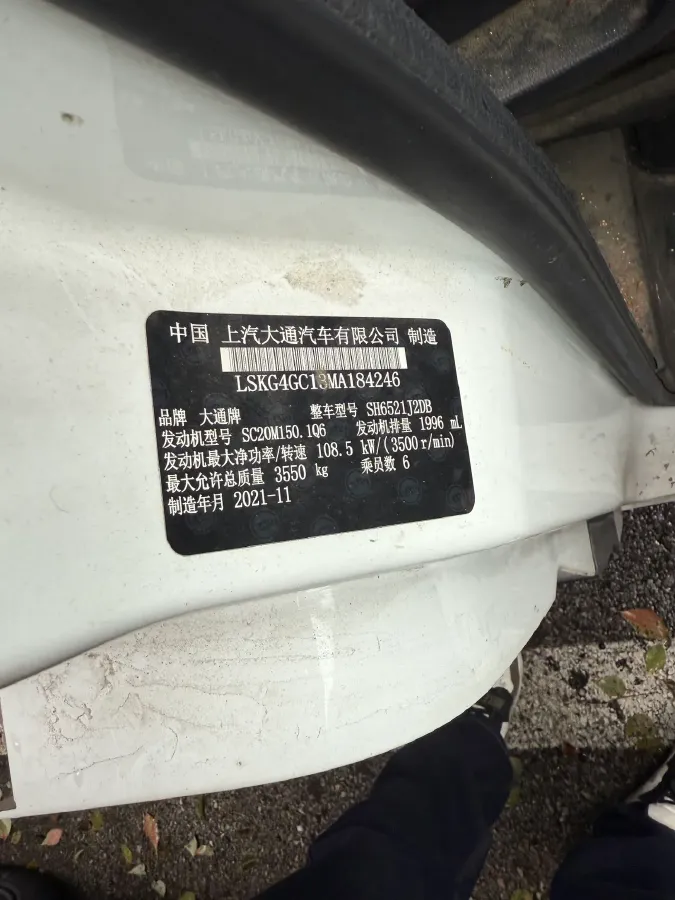 中国 上汽大通汽车有限公司 制造
LSKG4GC18MA184246
品牌 大通牌 整车型号 SH6521J2DB
发动机型号 SC20M150.1Q6 发动机排量 1996 mL
发动机最大净功率/转速 108.5 kW/(3500r/min)
最大允许总质量 3550 kg 乘员数 6
制造年月 2021-11